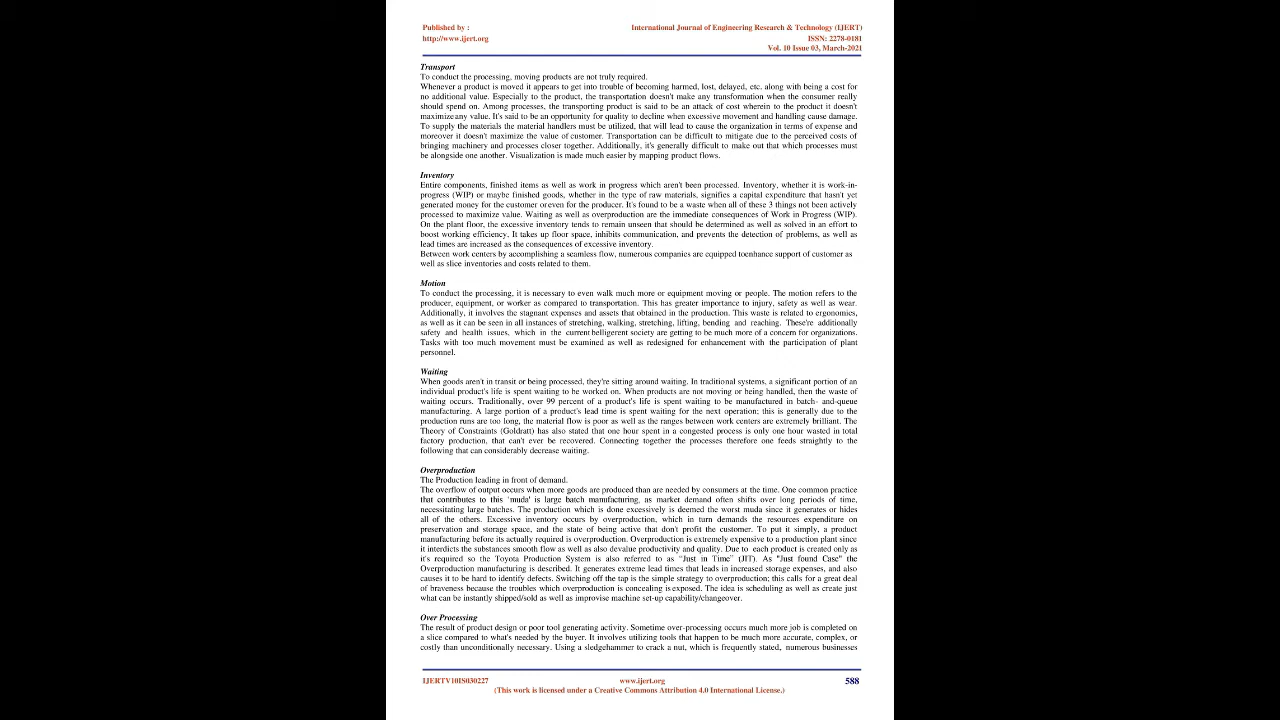 Published by :
International Journal of Engineering Research & Technology (IJERT)
http://www.ijert.org
ISSN: 2278-0181
Vol. 10 Issue 03, March-2021
Transport
To conduct the processing, moving products are not truly required.
Whenever a product is moved it appears to get into trouble of becoming harmed, lost, delayed, etc. along with being a cost for
no additional value. Especially to the product, the transportation doesn't make any transformation when the consumer really
should spend on. Among processes, the transporting product is said to be an attack of cost wherein to the product it doesn't
maximize any value. It's said to be an opportunity for quality to decline when excessive movement and handling cause damage.
To supply the materials the material handlers must be utilized, that will lead to cause the organization in terms of expense and
moreover it doesn't maximize the value of customer. Transportation can be difficult to mitigate due to the perceived costs of
bringing machinery and processes closer together. Additionally, it's generally difficult to make out that which processes must
be alongside one another. Visualization is made much easier by mapping product flows.
Inventory
Entire components, finished items as well as work in progress which aren't been processed. Inventory, whether it is work-in-
progress (WIP) or maybe finished goods, whether in the type of raw materials, signifies a capital expenditure that hasn't yet
generated money for the customer or even for the producer. It's found to be a waste when all of these 3 things not been actively
processed to maximize value. Waiting as well as overproduction are the immediate consequences of Work in Progress (WIP).
On the plant floor, the excessive inventory tends to remain unseen that should be determined as well as solved in an effort to
boost working efficiency. It takes up floor space, inhibits communication, and prevents the detection of problems, as well as
lead times are increased as the consequences of excessive inventory.
Between work centers by accomplishing a seamless flow, numerous companies are equipped toenhance support of customer as
well as slice inventories and costs related to them.
Motion
To conduct the processing, it is necessary to even walk much more or equipment moving or people. The motion refers to the
producer, equipment, or worker as compared to transportation. This has greater importance to injury, safety as well as wear.
Additionally, it involves the stagnant expenses and assets that obtained in the production. This waste is related to ergonomics,
as well as it can be seen in all instances of stretching, walking, stretching, lifting, bending and reaching. These're additionally
safety and health issues, which in the current belligerent society are getting to be much more of a concern for organizations.
Tasks with too much movement must be examined as well as redesigned for enhancement with the participation of plant
personnel.
Waiting
When goods aren't in transit or being processed, they're sitting around waiting. In traditional systems, a significant portion of an
individual product's life is spent waiting to be worked on. When products are not moving or being handled, then the waste of
waiting occurs. Traditionally, over 99 percent of a product's life is spent waiting to be manufactured in batch- and-queue
manufacturing. A large portion of a product's lead time is spent waiting for the next operation; this is generally due to the
production runs are too long, the material flow is poor as well as the ranges between work centers are extremely brilliant. The
Theory of Constraints (Goldratt) has also stated that one hour spent in a congested process is only one hour wasted in total
factory production, that can't ever be recovered. Connecting together the processes therefore one feeds straightly to the
following that can considerably decrease waiting.
Overproduction
The Production leading in front of demand.
The overflow of output occurs when more goods are produced than are needed by consumers at the time. One common practice
that contributes to this 'muda' is large batch manufacturing, as market demand often shifts over long periods of time,
necessitating large batches. The production which is done excessively is deemed the worst muda since it generates or hides
all of the others. Excessive inventory occurs by overproduction, which in turn demands the resources expenditure on
preservation and storage space, and the state of being active that don't profit the customer. To put it simply, a product
manufacturing before its actually required is overproduction. Overproduction is extremely expensive to a production plant since
it interdicts the substances smooth flow as well as also devalue productivity and quality. Due to each product is created only as
it's required so the Toyota Production System is also referred to as "Just in Time" (JIT). As "Just found Case" the
Overproduction manufacturing is described. It generates extreme lead times that leads in increased storage expenses, and also
causes it to be hard to identify defects. Switching off the tap is the simple strategy to overproduction; this calls for a great deal
of braveness because the troubles which overproduction is concealing is exposed. The idea is scheduling as well as create just
what can be instantly shipped/sold as well as improvise machine set-up capability/changeover.
Over Processing
The result of product design or poor tool generating activity. Sometime over-processing occurs much more job is completed on
a slice compared to what's needed by the buyer. It involves utilizing tools that happen to be much more accurate, complex, or
costly than unconditionally necessary. Using a sledgehammer to crack a nut, which is frequently stated, numerous businesses
IJERTV10IS030227
www.ijert.org
588
(This work is licensed under a Creative Commons Attribution 4.0 International License.)